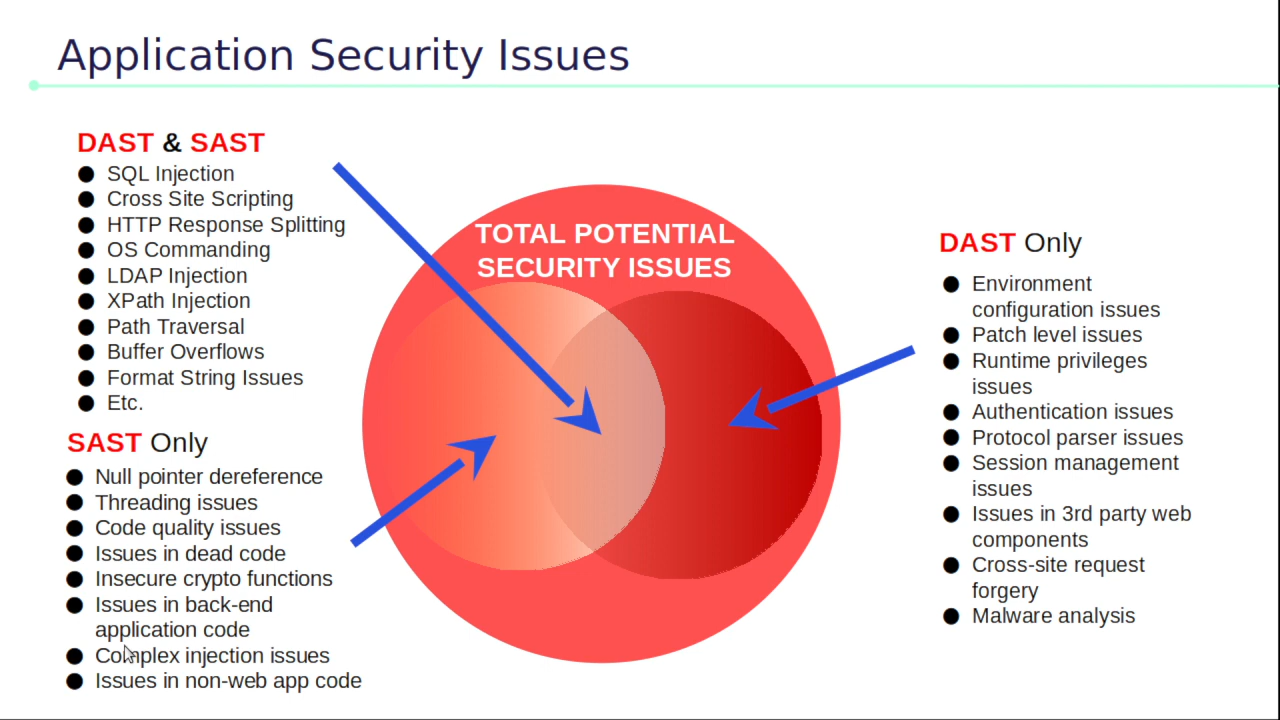 Application Security Issues
DAST & SAST
● SQL Injection
● Cross Site Scripting
● HTTP Response Splitting
● OS Commanding
● LDAP Injection
● XPath Injection
● Path Traversal
● Buffer Overflows
● Format String Issues
● Etc.
SAST Only
● Null pointer dereference
● Threading issues
● Code quality issues
● Issues in dead code
● Insecure crypto functions
● Issues in back-end
application code
● Complex injection issues
● Issues in non-web app code
TOTAL POTENTIAL
SECURITY ISSUES
DAST Only
● Environment
configuration issues
● Patch level issues
● Runtime privileges
issues
● Authentication issues
● Protocol parser issues
● Session management
issues
● Issues in 3rd party web
components
● Cross-site request
forgery
● Malware analysis